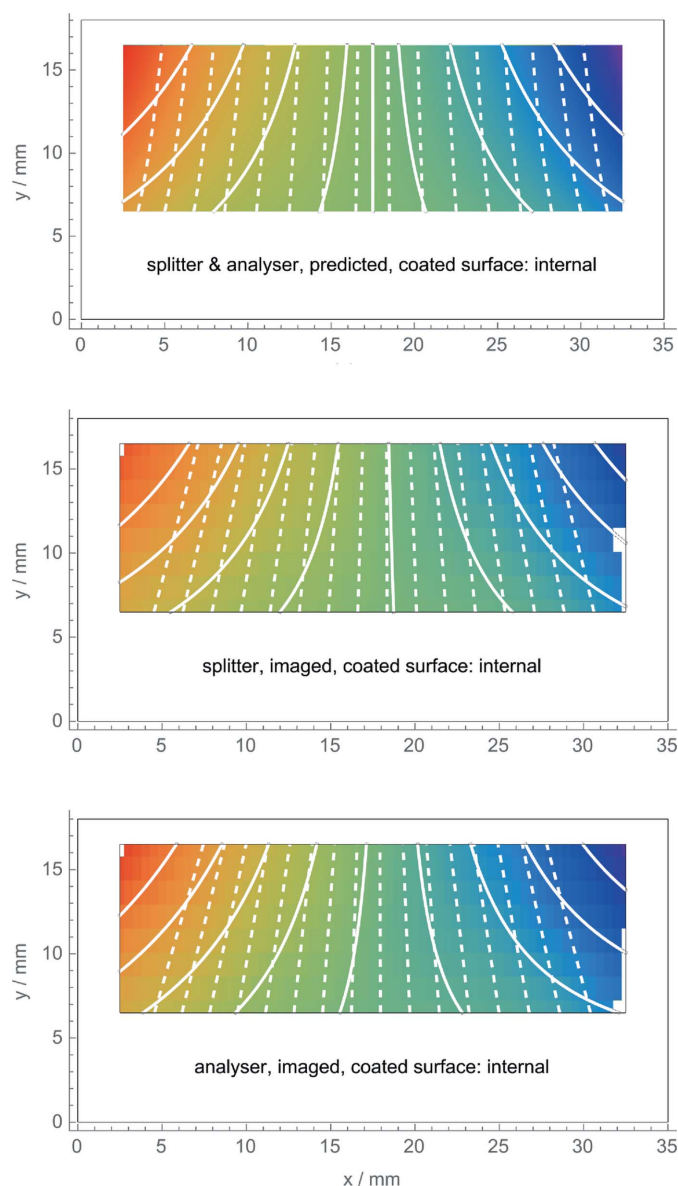 y / mm
15
10
5
0
splitter & analyser, predicted, coated surface: internal
0 5 10 15 20 25 30 35
y / mm
15
10
5
0
splitter, imaged, coated surface: internal
0 5 10 15 20 25 30 35
y / mm
15
10
5
0
analyser, imaged, coated surface: internal
0 5 10 15 20 25 30 35
x / mm